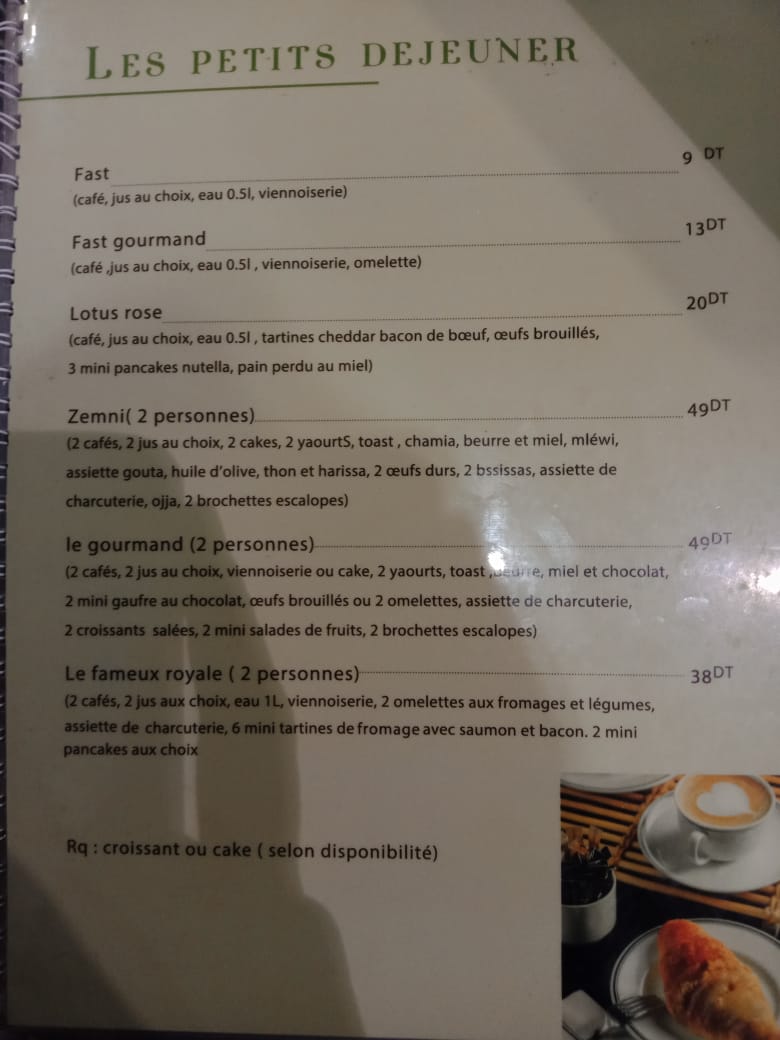 LES PETITS DEJEUNER
Fast 9 DT
(café, jus au choix, eau 0.5l, viennoiserie)
Fast gourmand 13DT
(café ,jus au choix, eau 0.5l , viennoiserie, omelette)
Lotus rose 20DT
(café, jus au choix, eau 0.5l , tartines cheddar bacon de bœuf, œufs brouillés,
3 mini pancakes nutella, pain perdu au miel)
Zemni( 2 personnes) 49DT
(2 cafés, 2 jus au choix, 2 cakes, 2 yaourtS, toast , chamia, beurre et miel, mléwi,
assiette gouta, huile d'olive, thon et harissa, 2 œufs durs, 2 bssissas, assiette de
charcuterie, ojja, 2 brochettes escalopes)
le gourmand (2 personnes) 49DT
(2 cafés, 2 jus au choix, viennoiserie ou cake, 2 yaourts, toast ,beurre, miel et chocolat,
2 mini gaufre au chocolat, œufs brouillés ou 2 omelettes, assiette de charcuterie,
2 croissants salées, 2 mini salades de fruits, 2 brochettes escalopes)
Le fameux royale ( 2 personnes) 38DT
(2 cafés, 2 jus aux choix, eau 1L, viennoiserie, 2 omelettes aux fromages et légumes,
assiette de charcuterie, 6 mini tartines de fromage avec saumon et bacon. 2 mini
pancakes aux choix
Rq : croissant ou cake ( selon disponibilité)